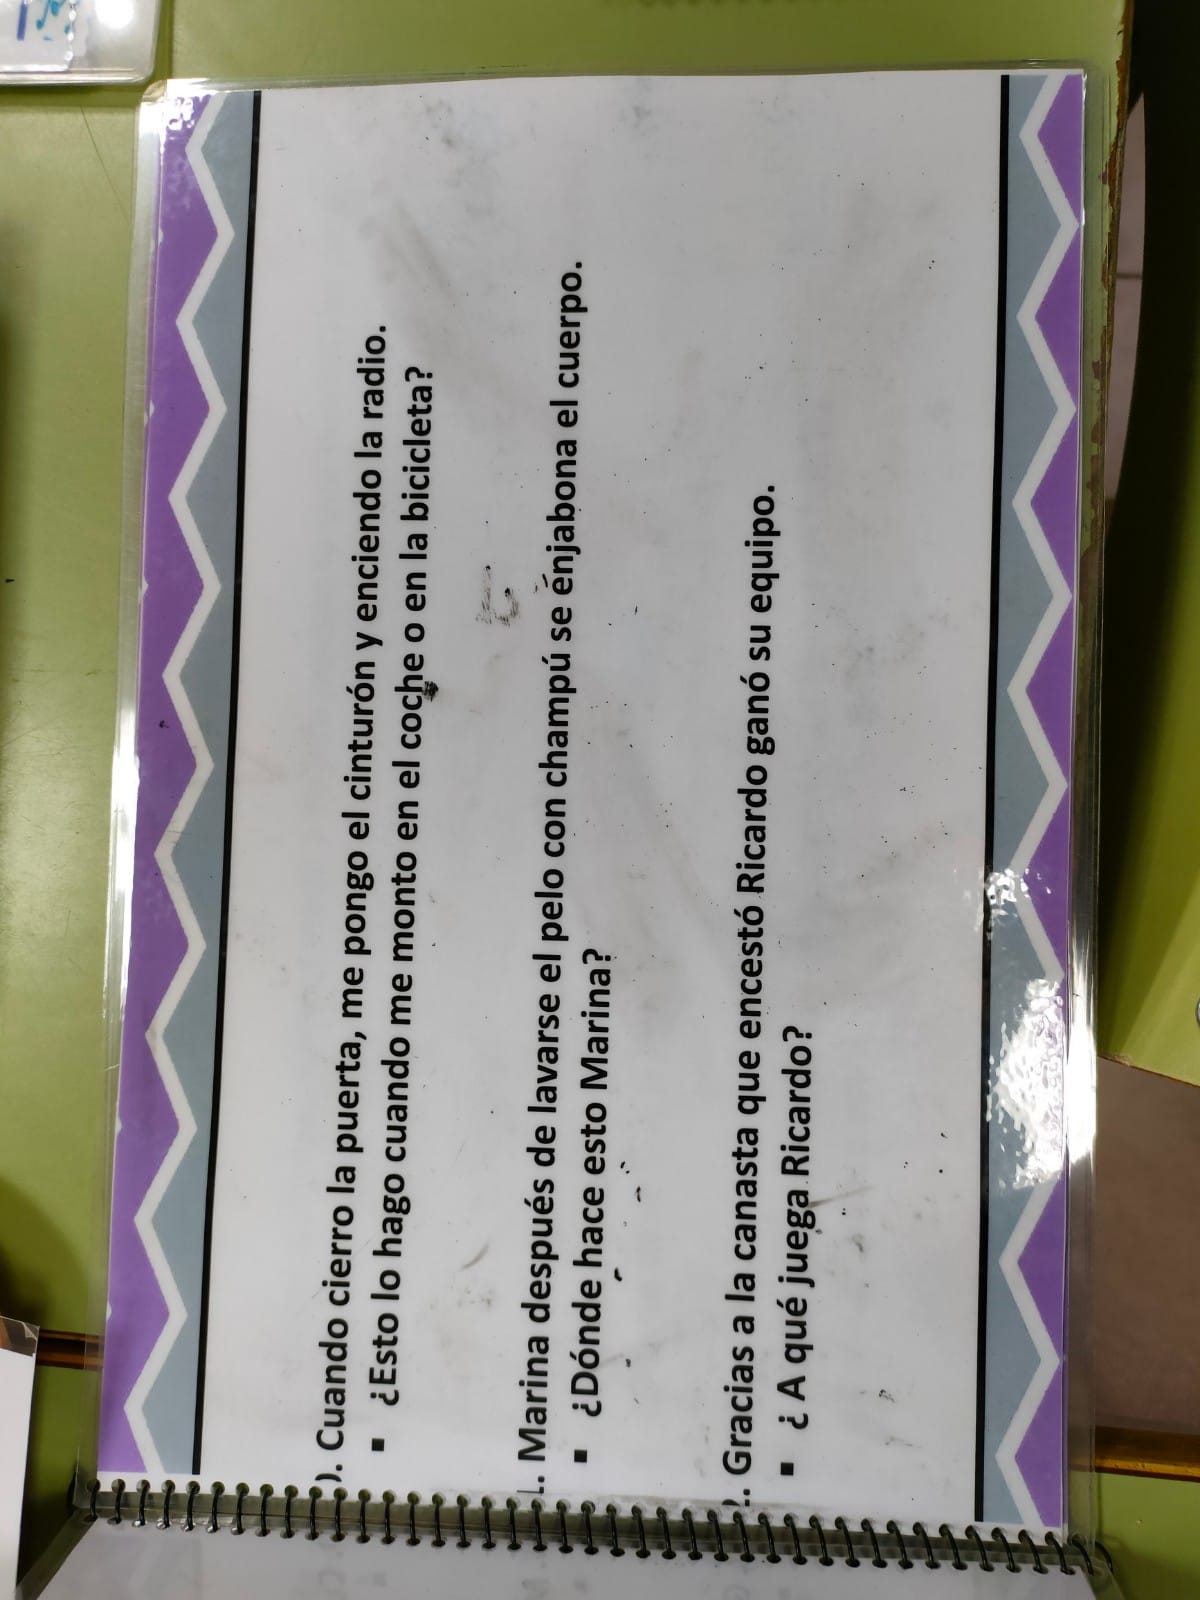 ). Cuando cierro la puerta, me pongo el cinturón y enciendo la radio.
▪ ¿Esto lo hago cuando me monto en el coche o en la bicicleta?
.. Marina después de lavarse el pelo con champú se enjabona el cuerpo.
▪ ¿Dónde hace esto Marina?
.. Gracias a la canasta que encestó Ricardo ganó su equipo.
▪ ¿ A qué juega Ricardo?